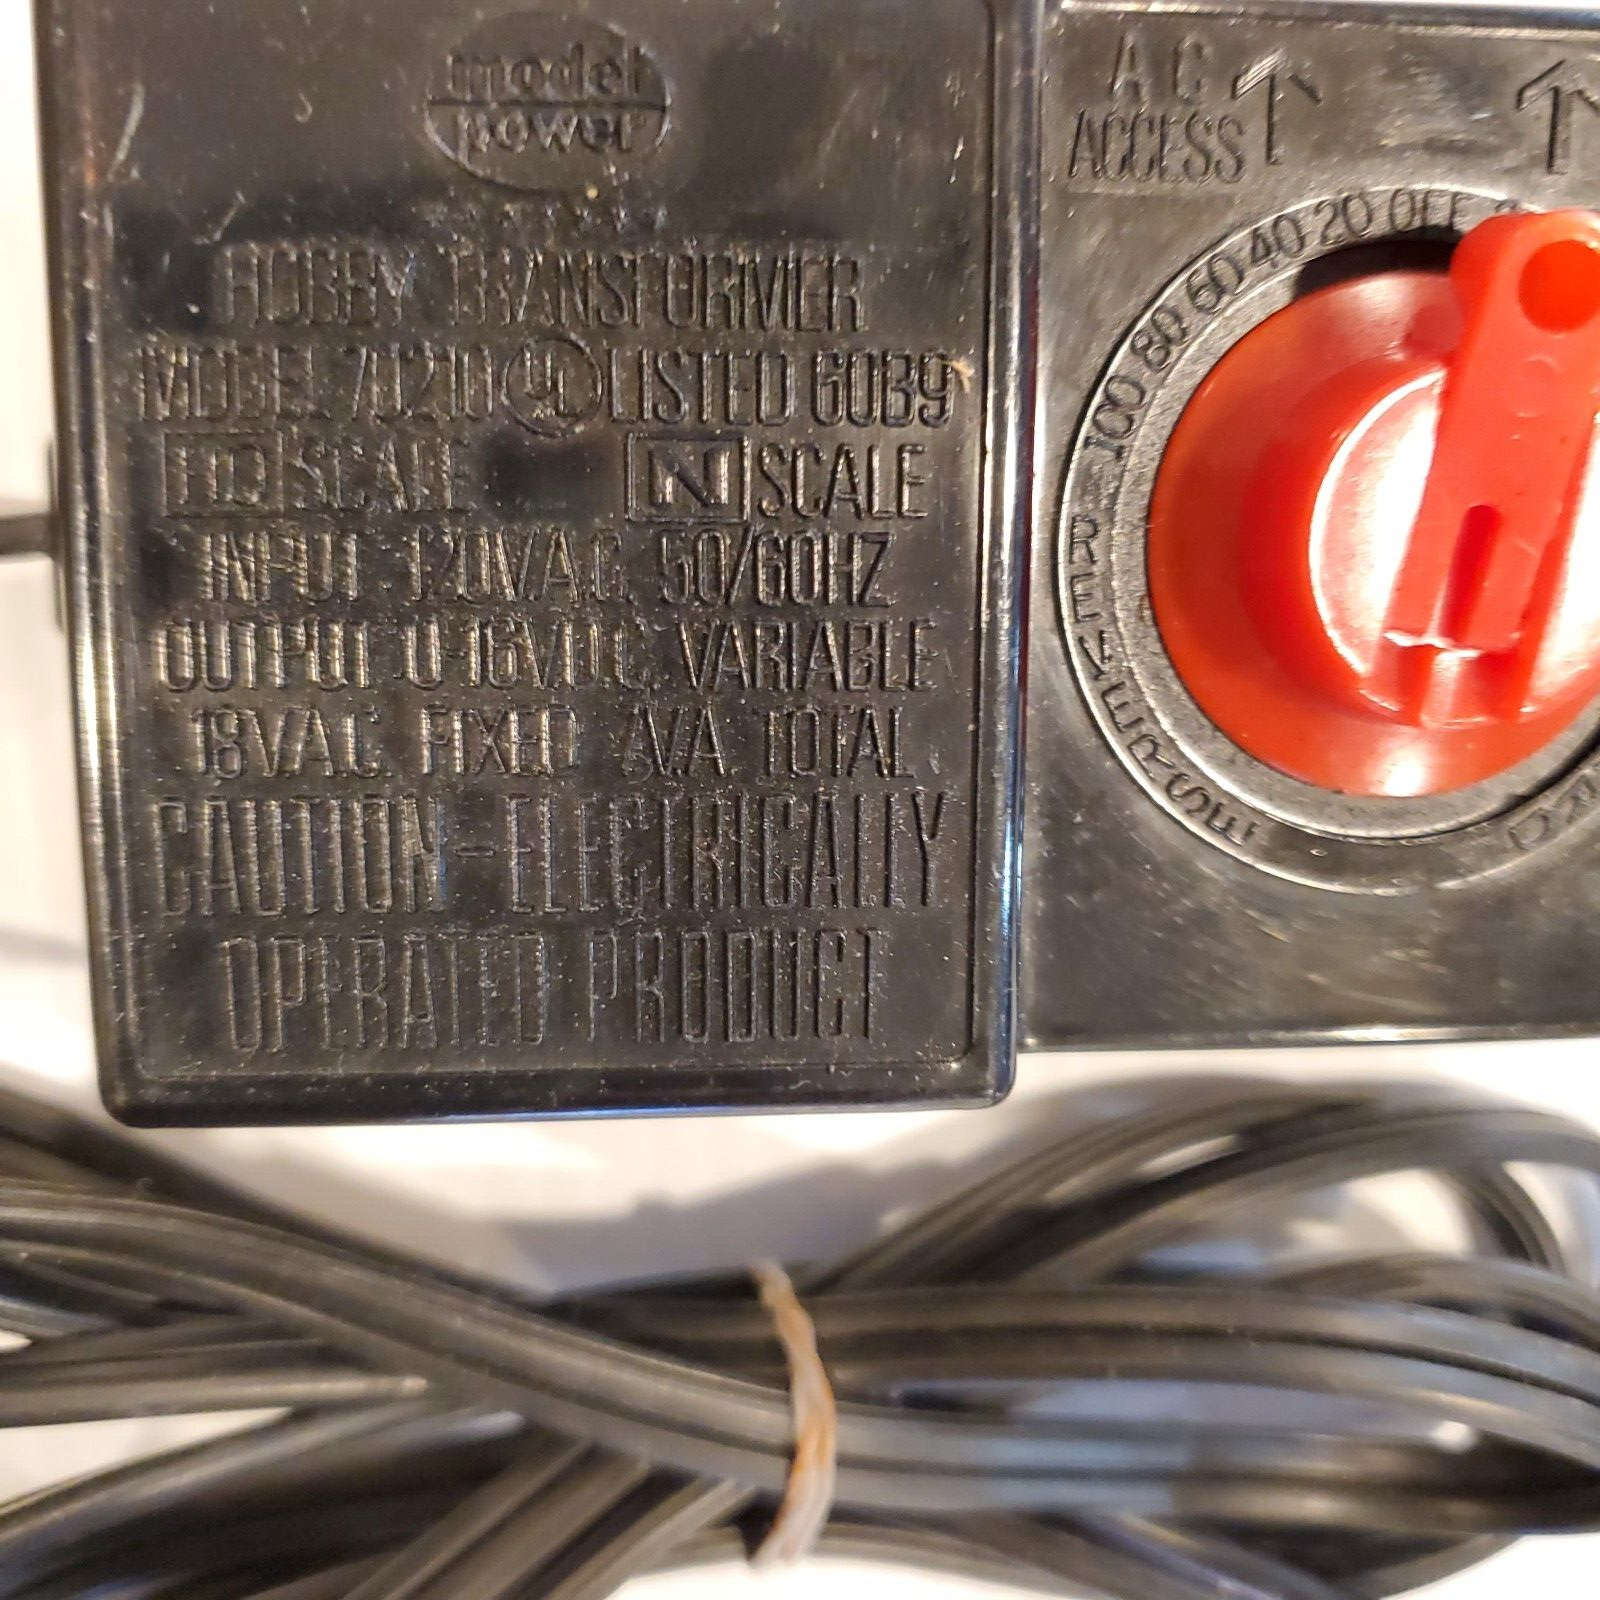 model
power
HOBBY TRANSFORMER
MODEL 70210 UL LISTED 60B9
HO SCALE N SCALE
INPUT 120V.A.C. 50/60HZ
OUTPUT 0-16V.D.C. VARIABLE
18V.A.C. FIXED 7V.A. TOTAL
CAUTION-ELECTRICALLY
OPERATED PRODUCT
A C
ACCESS
100 80 60 40 20 OFF
REVERSE